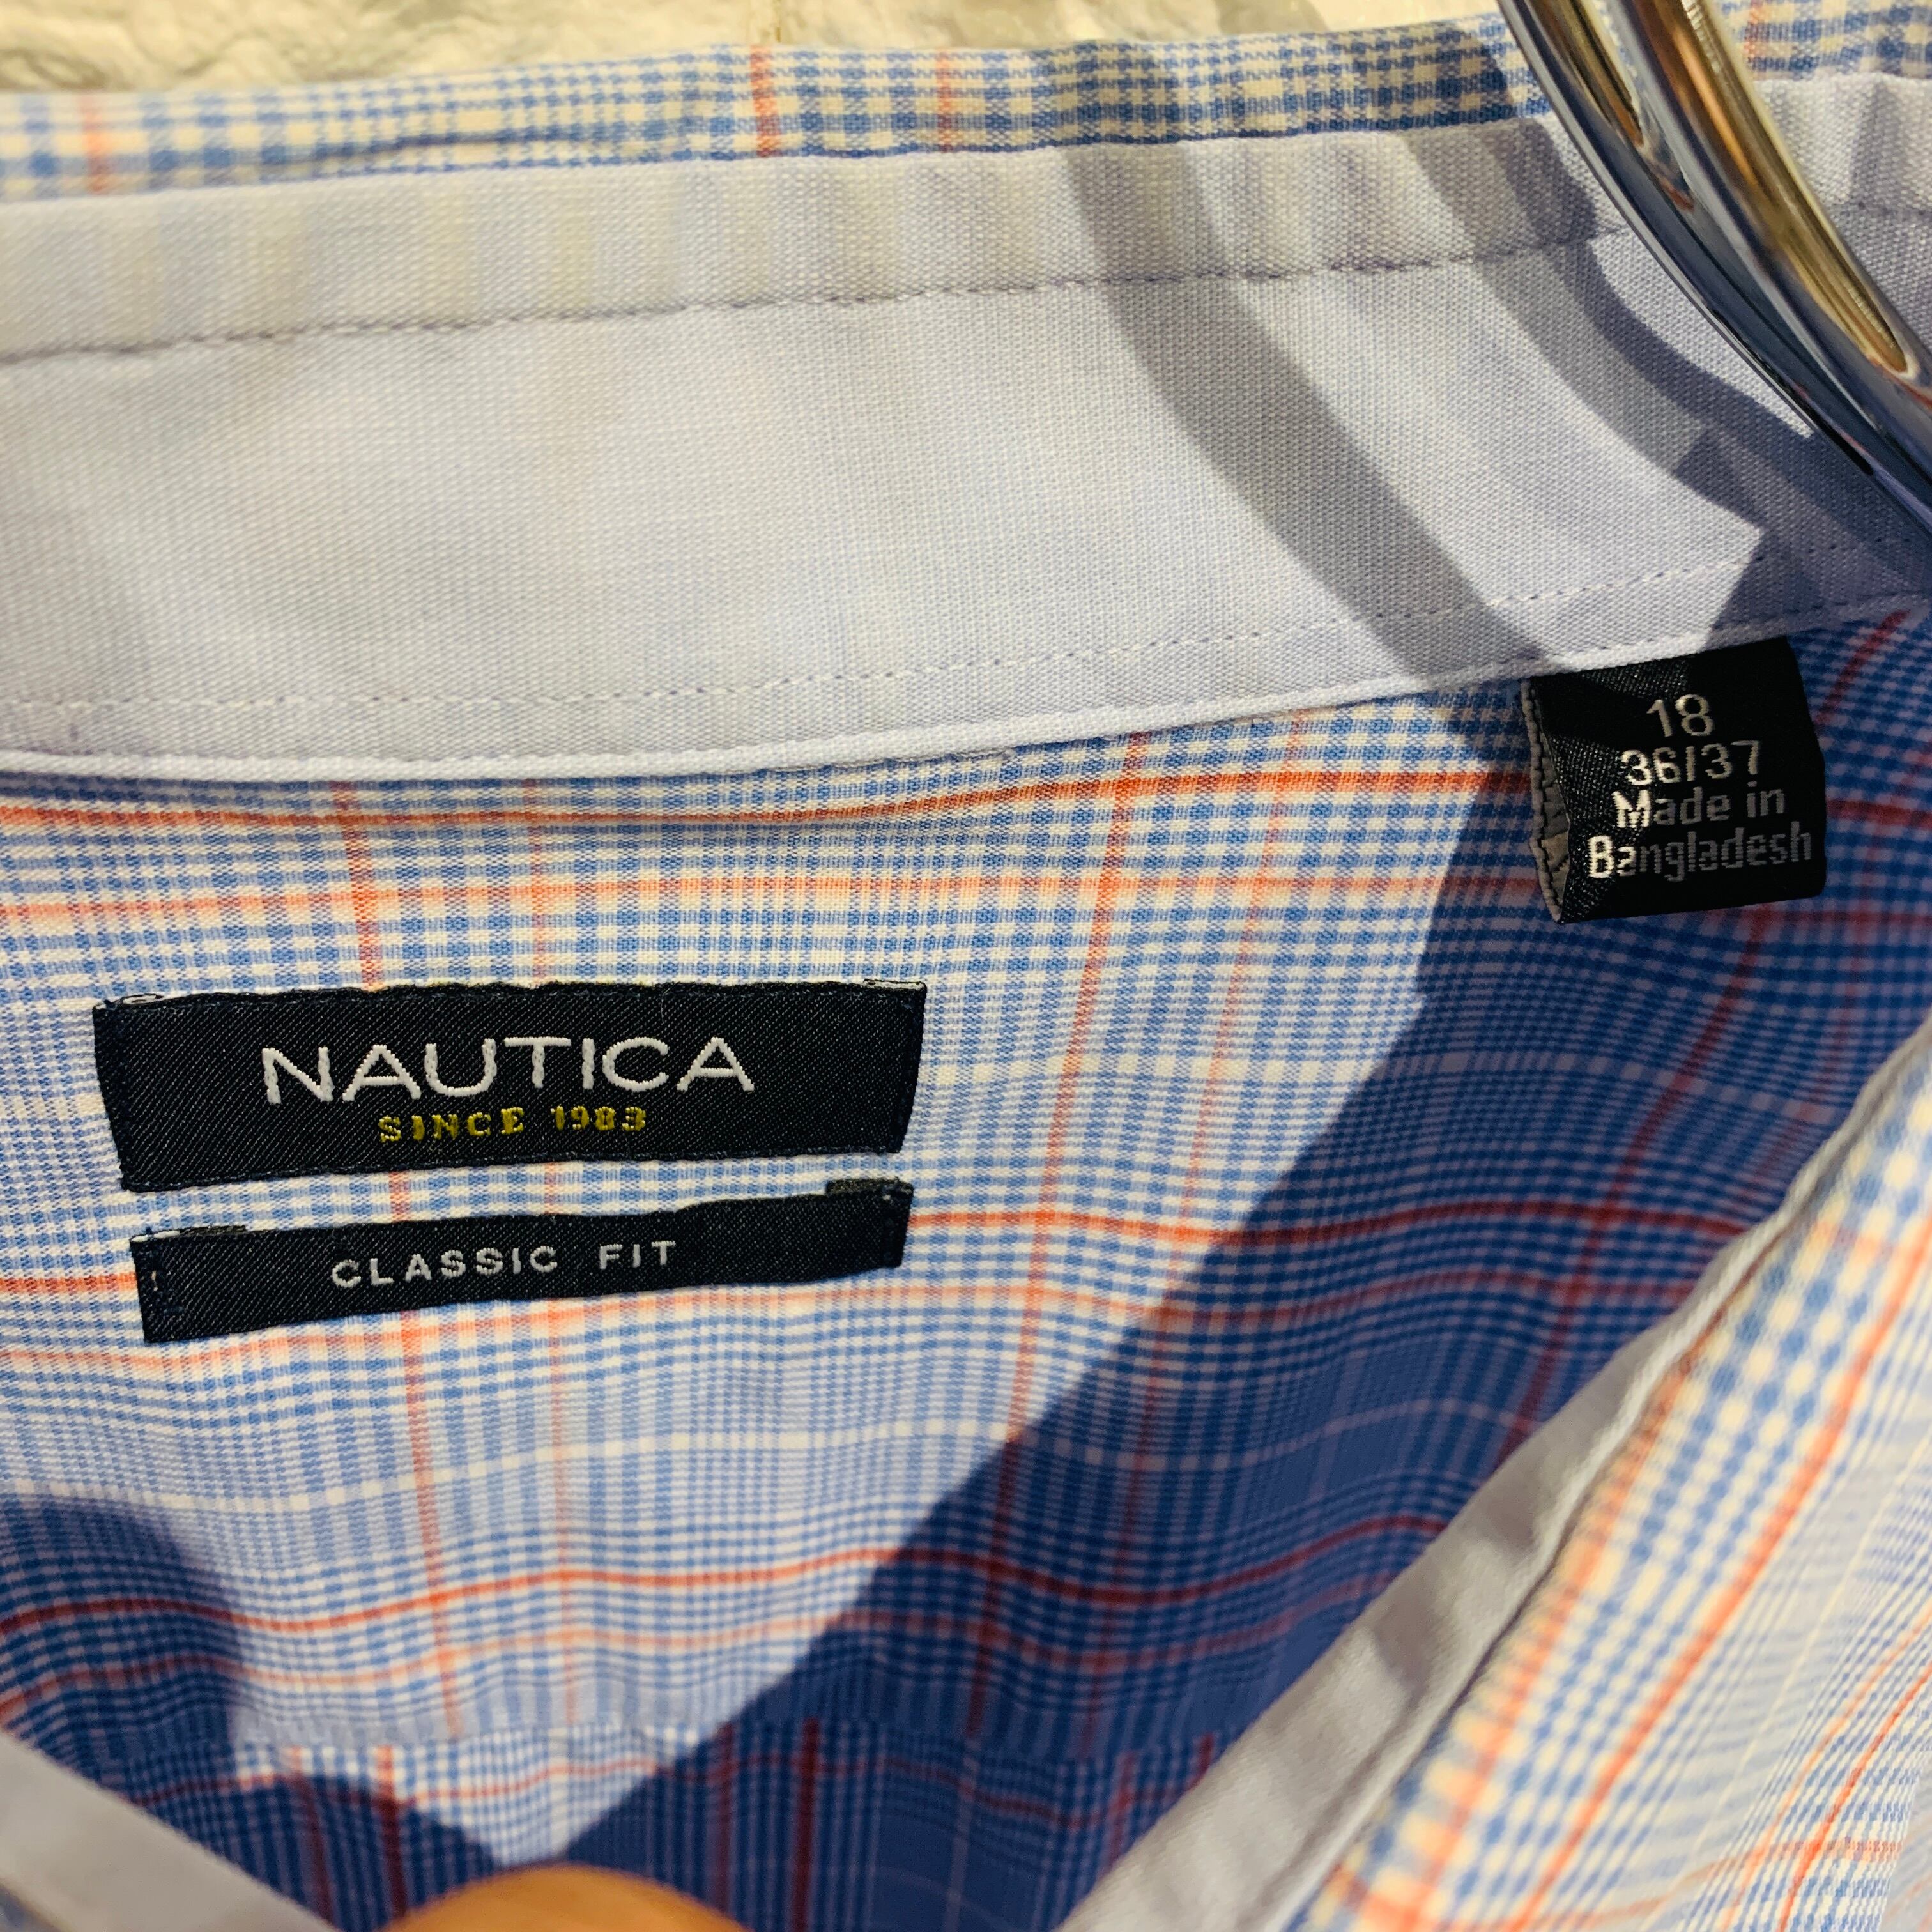 18
36/37
Made in
Bangladesh
NAUTICA
SINCE 1983
CLASSIC FIT